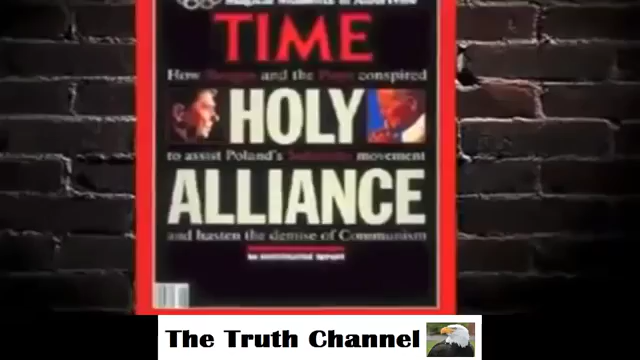 TIME
How Reagan and the Pope conspired
HOLY
to assist Poland's Solidarity movement
ALLIANCE
and hasten the demise of Communism
The Truth Channel